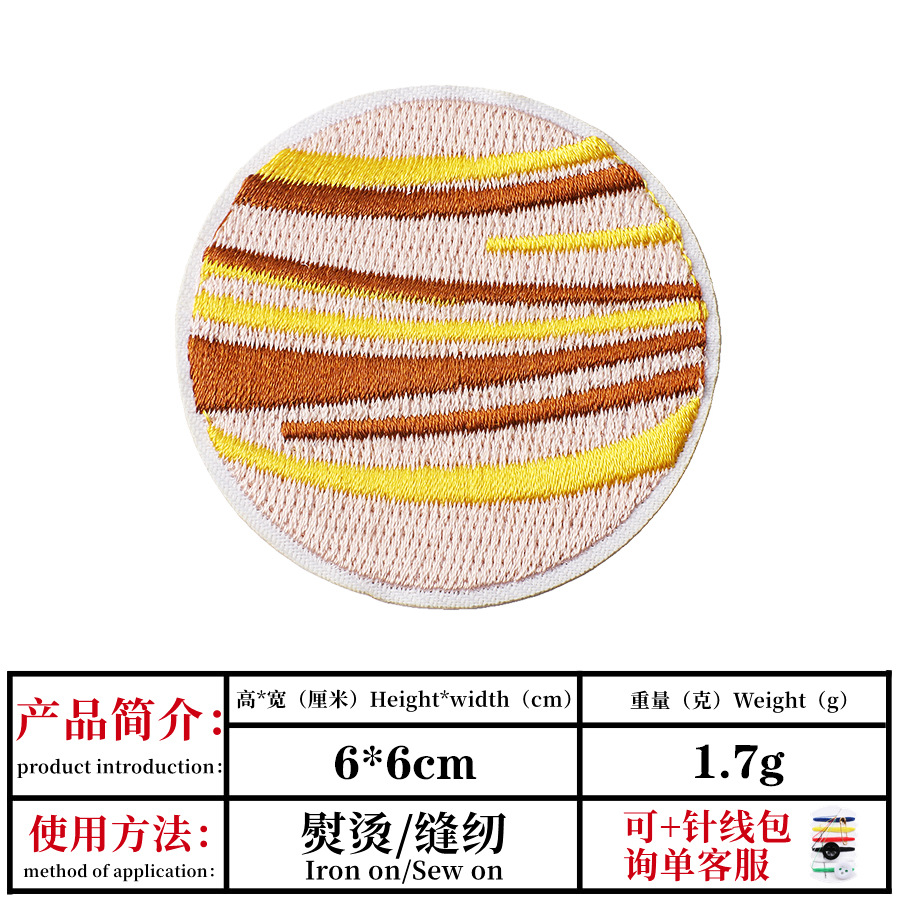 产品简介：
product introduction：
高*宽（厘米）Height*width（cm）
重量（克）Weight（g）
6*6cm
1.7g
使用方法：
method of application：
熨烫/缝纫
Iron on/Sew on
可+针线包
询单客服